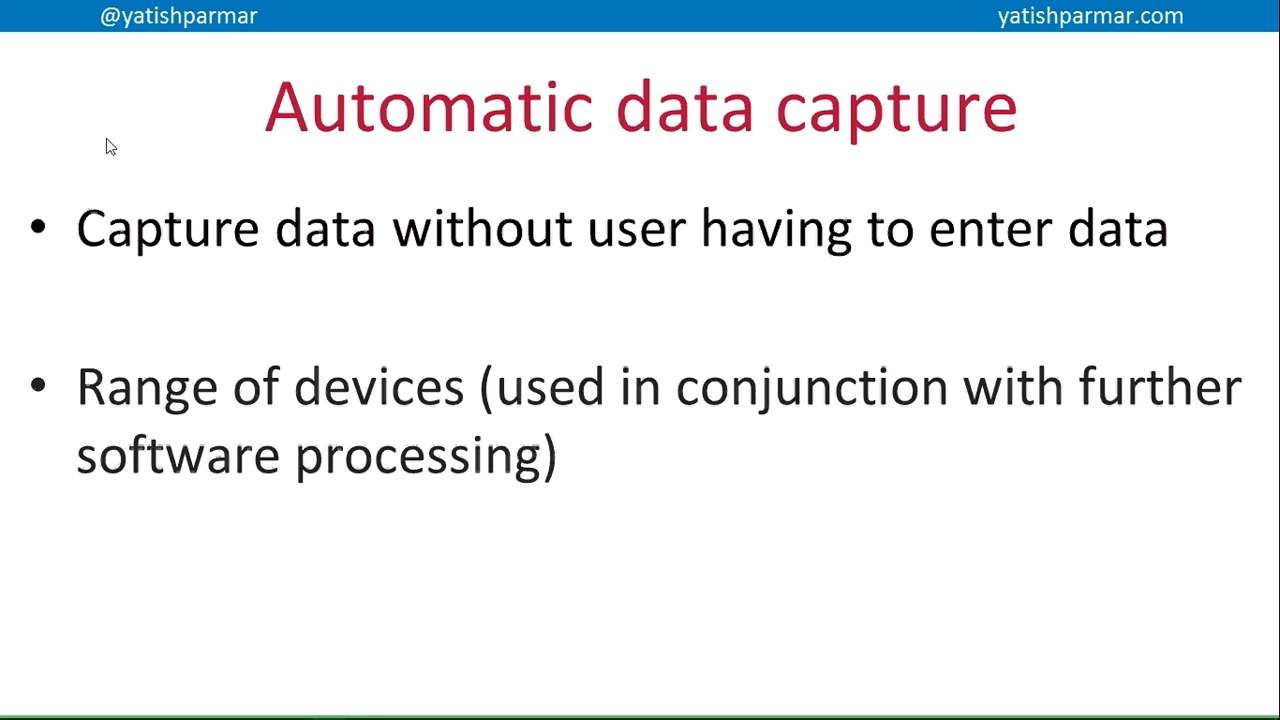 @yatishparmar yatishparmar.com
Automatic data capture
• Capture data without user having to enter data
• Range of devices (used in conjunction with further
software processing)